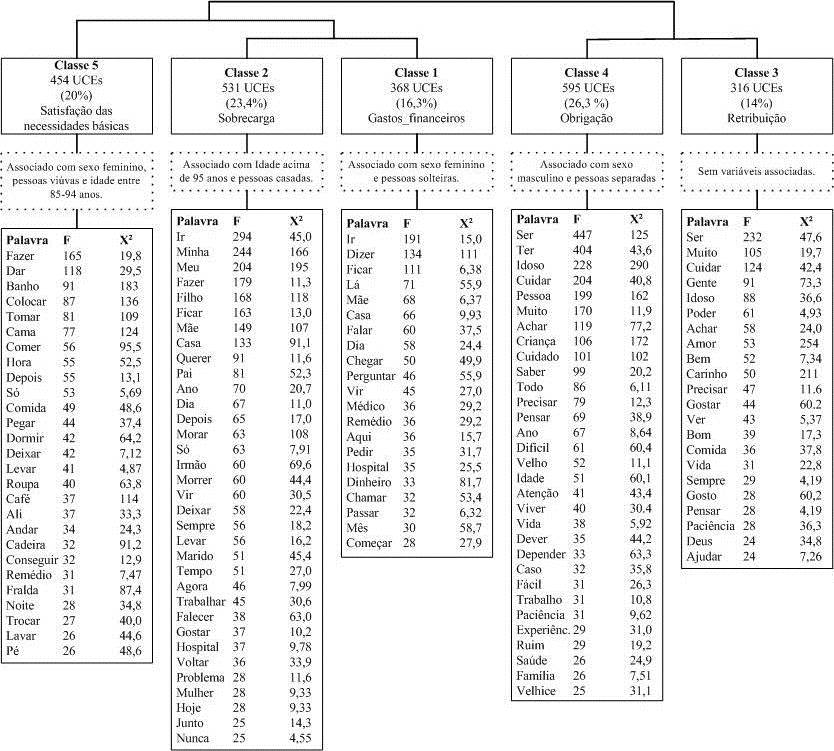 Classe 5
454 UCEs
(20%)
Satisfação das
necessidades básicas
Associado com sexo feminino,
pessoas viúvas e idade entre
85-94 anos.
Palavra F X²
Fazer 165 19,8
Dar 118 29,5
Banho 91 183
Colocar 87 136
Tomar 81 109
Cama 77 124
Comer 56 95,5
Hora 55 52,5
Depois 55 13,1
Só 53 5,69
Comida 49 48,6
Pegar 44 37,4
Dormir 42 64,2
Deixar 42 7,12
Levar 41 4,87
Roupa 40 63,8
Café 37 114
Ali 37 33,3
Andar 34 24,3
Cadeira 32 91,2
Conseguir 32 12,9
Remédio 31 7,47
Fralda 31 87,4
Noite 28 34,8
Trocar 27 40,0
Lavar 26 44,6
Pé 26 48,6
Classe 2
531 UCEs
(23,4%)
Sobrecarga
Associado com Idade acima
de 95 anos e pessoas casadas.
Palavra F X²
Ir 294 45,0
Minha 244 166
Meu 204 195
Fazer 179 11,3
Filho 168 118
Ficar 163 13,0
Mãe 149 107
Casa 133 91,1
Querer 91 11,6
Pai 81 52,3
Ano 70 20,7
Dia 67 11,0
Depois 65 17,0
Morar 63 108
Só 63 7,91
Irmão 60 69,6
Morrer 60 44,4
Vir 60 30,5
Deixar 58 22,4
Sempre 56 18,2
Levar 56 16,2
Marido 51 45,4
Tempo 51 27,0
Agora 46 7,99
Trabalhar 45 30,6
Falecer 38 63,0
Gostar 37 10,2
Hospital 37 9,78
Voltar 36 33,9
Problema 28 11,6
Mulher 28 9,33
Hoje 28 9,33
Junto 25 14,3
Nunca 25 4,55
Classe 1
368 UCEs
(16,3%)
Gastos_financeiros
Associado com sexo feminino
e pessoas solteiras.
Palavra F X²
Ir 191 15,0
Dizer 134 111
Ficar 111 6,38
Lá 71 55,9
Mãe 68 6,37
Casa 66 9,93
Falar 60 37,5
Dia 58 24,4
Chegar 50 49,9
Perguntar 46 55,9
Vir 45 27,0
Médico 36 29,2
Remédio 36 29,2
Aqui 36 15,7
Pedir 35 31,7
Hospital 35 25,5
Dinheiro 33 81,7
Chamar 32 53,4
Passar 32 6,32
Mês 30 58,7
Começar 28 27,9
Classe 4
595 UCEs
(26,3 %)
Obrigação
Associado com sexo
masculino e pessoas separadas
Palavra F X²
Ser 447 125
Ter 404 43,6
Idoso 228 290
Cuidar 204 40,8
Pessoa 199 162
Muito 170 11,9
Achar 119 77,2
Criança 106 172
Cuidado 101 102
Saber 99 20,2
Todo 86 6,11
Precisar 79 12,3
Pensar 69 38,9
Ano 67 8,64
Difícil 61 60,4
Velho 52 11,1
Idade 51 60,1
Atenção 41 43,4
Viver 40 30.4
Vida 38 5,92
Dever 35 44,2
Depender 33 63,3
Caso 32 35,8
Fácil 31 26,3
Trabalho 31 10,8
Paciência 31 9,62
Experiênc. 29 31,0
Ruim 29 19,2
Saúde 26 24,9
Família 26 7,51
Velhice 25 31,1
Classe 3
316 UCEs
(14%)
Retribuição
Sem variáveis associadas.
Palavra F X²
Ser 232 47,6
Muito 105 19,7
Cuidar 124 42,4
Gente 91 73,3
Idoso 88 36,6
Poder 61 4,93
Achar 58 24,0
Amor 53 254
Bem 52 7,34
Carinho 50 211
Precisar 47 11.6
Gostar 44 60,2
Ver 43 5,37
Bom 39 17,3
Comida 36 37,8
Vida 31 22,8
Sempre 29 4,19
Gosto 28 60,2
Pensar 28 4,19
Paciência 28 36,3
Deus 24 34,8
Ajudar 24 7,26